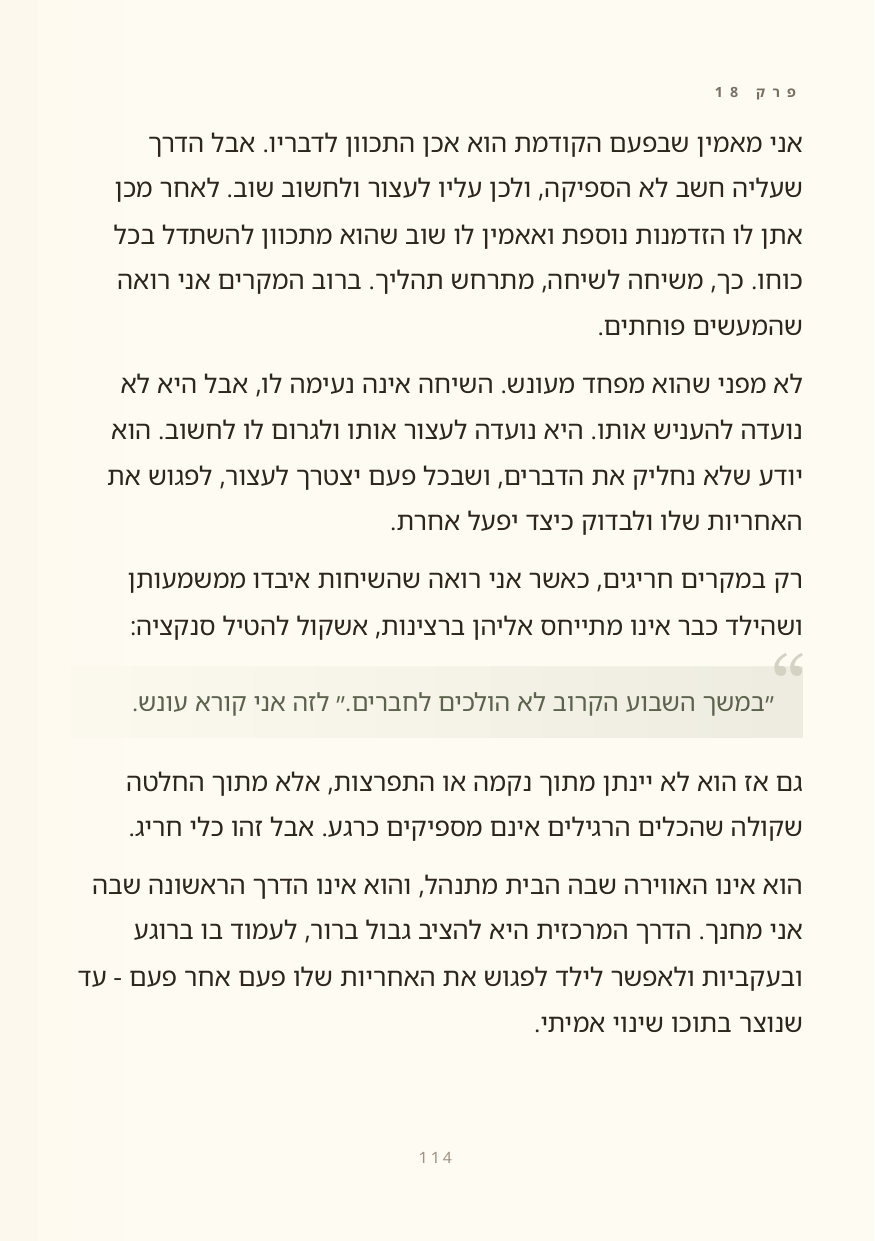 פרק 18
אני מאמין שבפעם הקודמת הוא אכן התכוון לדבריו. אבל הדרך
שעליה חשב לא הספיקה, ולכן עליו לעצור ולחשוב שוב. לאחר מכן
אתן לו הזדמנות נוספת ואאמין לו שוב שהוא מתכוון להשתדל בכל
כוחו. כך, משיחה לשיחה, מתרחש תהליך. ברוב המקרים אני רואה
שהמעשים פוחתים.
לא מפני שהוא מפחד מעונש. השיחה אינה נעימה לו, אבל היא לא
נועדה להעניש אותו. היא נועדה לעצור אותו ולגרום לו לחשוב. הוא
יודע שלא נחליק את הדברים, ושבכל פעם יצטרך לעצור, לפגוש את
האחריות שלו ולבדוק כיצד יפעל אחרת.
רק במקרים חריגים, כאשר אני רואה שהשיחות איבדו ממשמעותן
ושהילד כבר אינו מתייחס אליהן ברצינות, אשקול להטיל סנקציה:
“
״במשך השבוע הקרוב לא הולכים לחברים.״ לזה אני קורא עונש.
גם אז הוא לא יינתן מתוך נקמה או התפרצות, אלא מתוך החלטה
שקולה שהכלים הרגילים אינם מספיקים כרגע. אבל זהו כלי חריג.
הוא אינו האווירה שבה הבית מתנהל, והוא אינו הדרך הראשונה שבה
אני מחנך. הדרך המרכזית היא להציב גבול ברור, לעמוד בו ברוגע
ובעקביות ולאפשר לילד לפגוש את האחריות שלו פעם אחר פעם - עד
שנוצר בתוכו שינוי אמיתי.
114